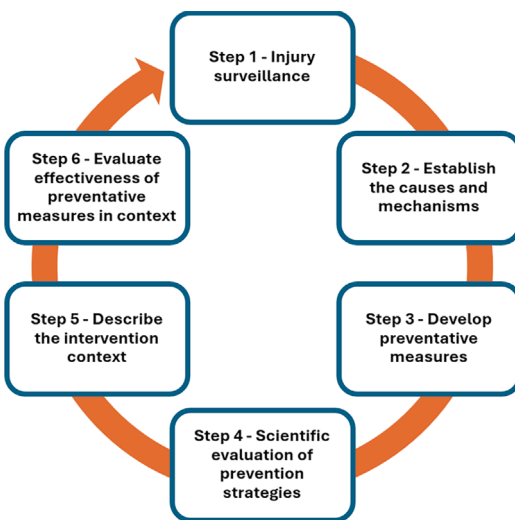 Step 1 - Injury
surveillance
Step 2 - Establish
the causes and
mechanisms
Step 3 - Develop
preventative
measures
Step 4 - Scientific
evaluation of
prevention
strategies
Step 5 - Describe
the intervention
context
Step 6 - Evaluate
effectiveness of
preventative
measures in context